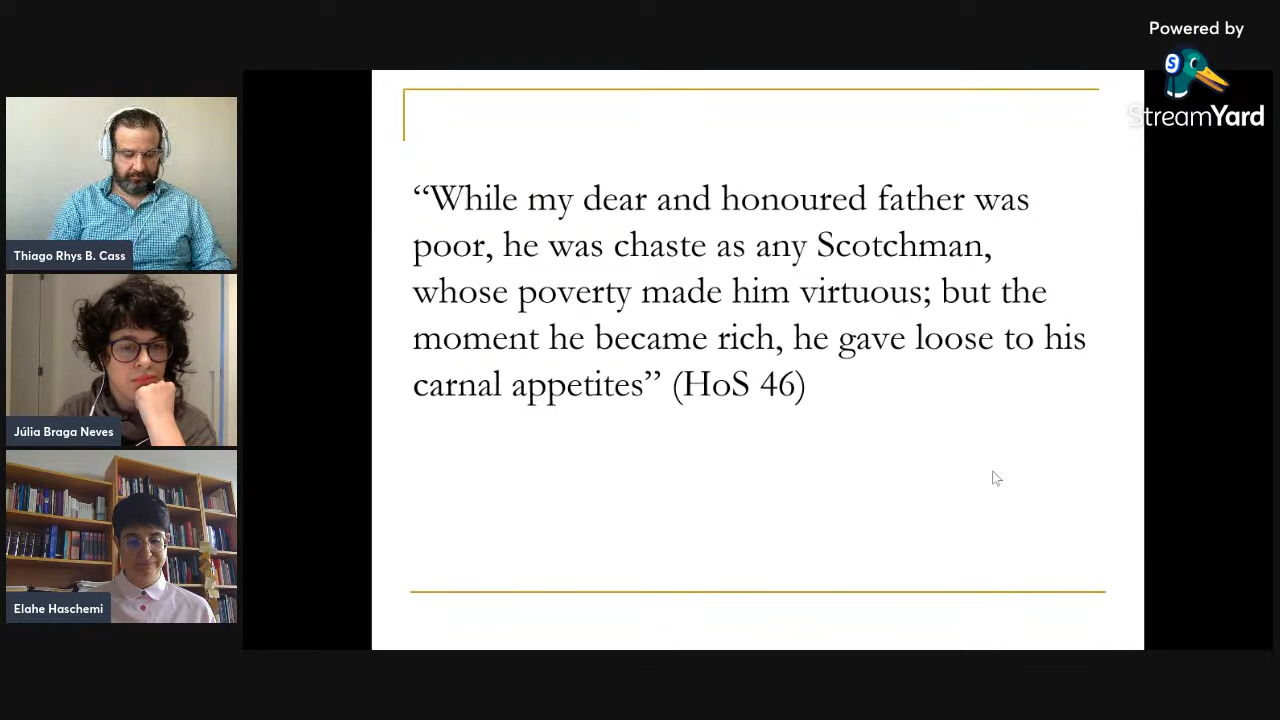 Powered by
StreamYard
“While my dear and honoured father was
poor, he was chaste as any Scotchman,
whose poverty made him virtuous; but the
moment he became rich, he gave loose to his
carnal appetites” (HoS 46)
Thiago Rhys B. Cass
Júlia Braga Neves
Elahe Haschemi